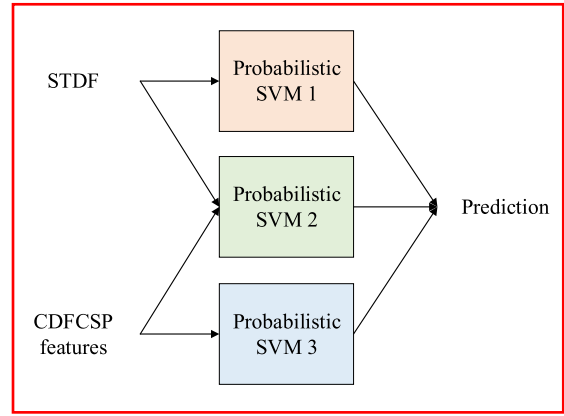 STDF
Probabilistic
SVM 1
Probabilistic
SVM 2
Prediction
CDFCSP
features
Probabilistic
SVM 3